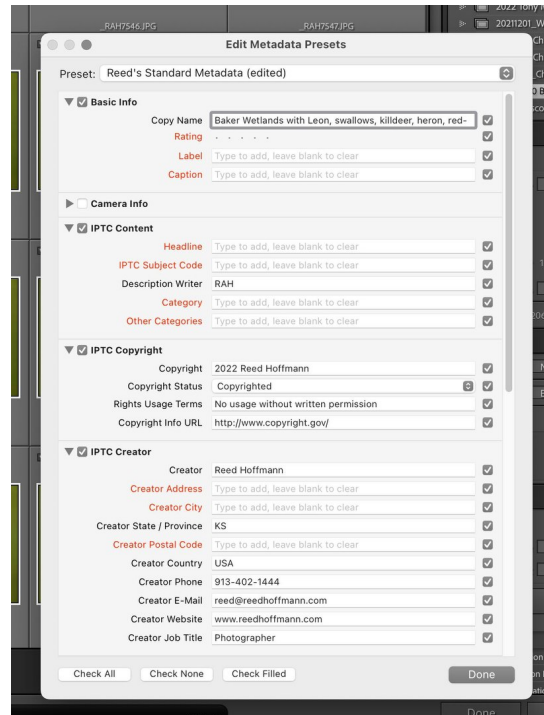 _RAH7546.JPG
_RAH7547.JPG
20211201_W
Edit Metadata Presets
Preset: Reed's Standard Metadata (edited)
Basic Info
Copy Name Baker Wetlands with Leon, swallows, killdeer, heron, red-
Rating . . . . .
Label Type to add, leave blank to clear
Caption Type to add, leave blank to clear
Camera Info
IPTC Content
Headline Type to add, leave blank to clear
IPTC Subject Code Type to add, leave blank to clear
Description Writer RAH
Category Type to add, leave blank to clear
Other Categories Type to add, leave blank to clear
IPTC Copyright
Copyright 2022 Reed Hoffmann
Copyright Status Copyrighted
Rights Usage Terms No usage without written permission
Copyright Info URL http://www.copyright.gov/
IPTC Creator
Creator Reed Hoffmann
Creator Address Type to add, leave blank to clear
Creator City Type to add, leave blank to clear
Creator State / Province KS
Creator Postal Code Type to add, leave blank to clear
Creator Country USA
Creator Phone 913-402-1444
Creator E-Mail reed@reedhoffmann.com
Creator Website www.reedhoffmann.com
Creator Job Title Photographer
Check All Check None Check Filled Done
Done